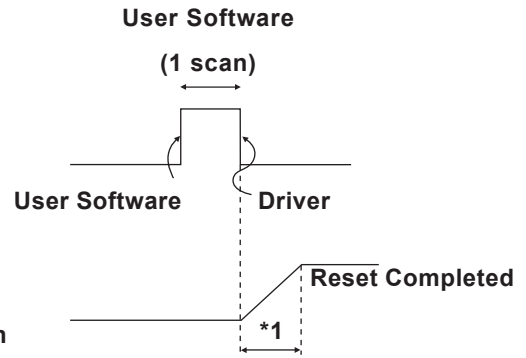 User Software
(1 scan)
User Software
Driver
Reset Completed
*1